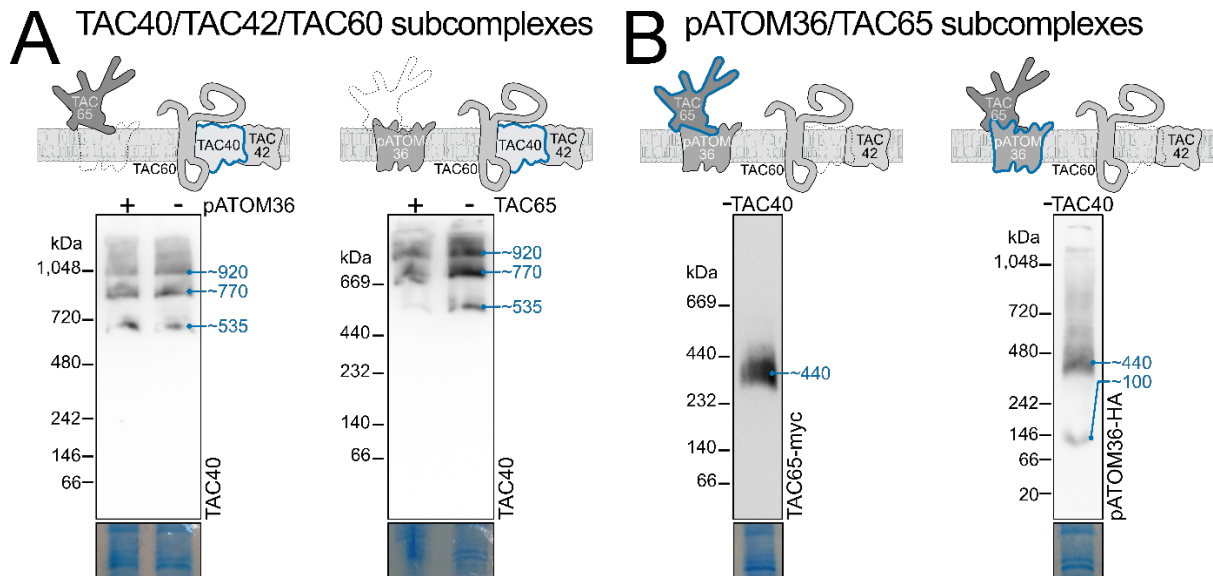 A TAC40/TAC42/TAC60 subcomplexes
TAC
65
TAC60
TAC40
TAC
42
pATOM
36
TAC60
TAC40
TAC
42
+ - pATOM36
kDa
1,048
720
480
242
146
66
~920
~770
~535
TAC40
+ - TAC65
kDa
669
440
232
140
66
~920
~770
~535
TAC40
B pATOM36/TAC65 subcomplexes
TAC
65
pATOM
36
TAC60
TAC
42
TAC
65
pATOM
36
TAC60
TAC
42
-TAC40
kDa
669
440
232
140
66
~440
TAC65-myc
-TAC40
kDa
1,048
720
480
242
146
66
20
~440
~100
pATOM36-HA